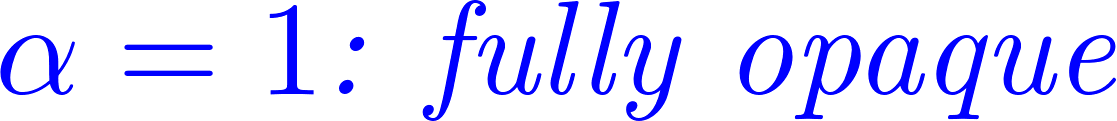 α = 1: fully opaque